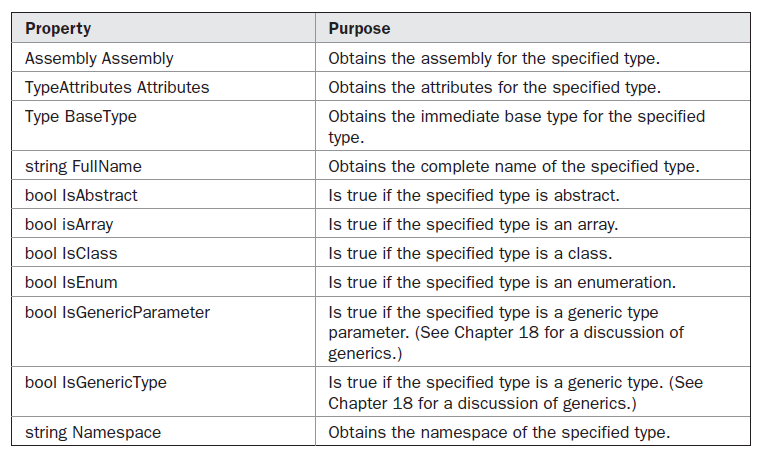 Property Purpose
Assembly Assembly Obtains the assembly for the specified type.
TypeAttributes Attributes Obtains the attributes for the specified type.
Type BaseType Obtains the immediate base type for the specified
type.
string FullName Obtains the complete name of the specified type.
bool IsAbstract Is true if the specified type is abstract.
bool isArray Is true if the specified type is an array.
bool IsClass Is true if the specified type is a class.
bool IsEnum Is true if the specified type is an enumeration.
bool IsGenericParameter Is true if the specified type is a generic type
parameter. (See Chapter 18 for a discussion of
generics.)
bool IsGenericType Is true if the specified type is a generic type. (See
Chapter 18 for a discussion of generics.)
string Namespace Obtains the namespace of the specified type.